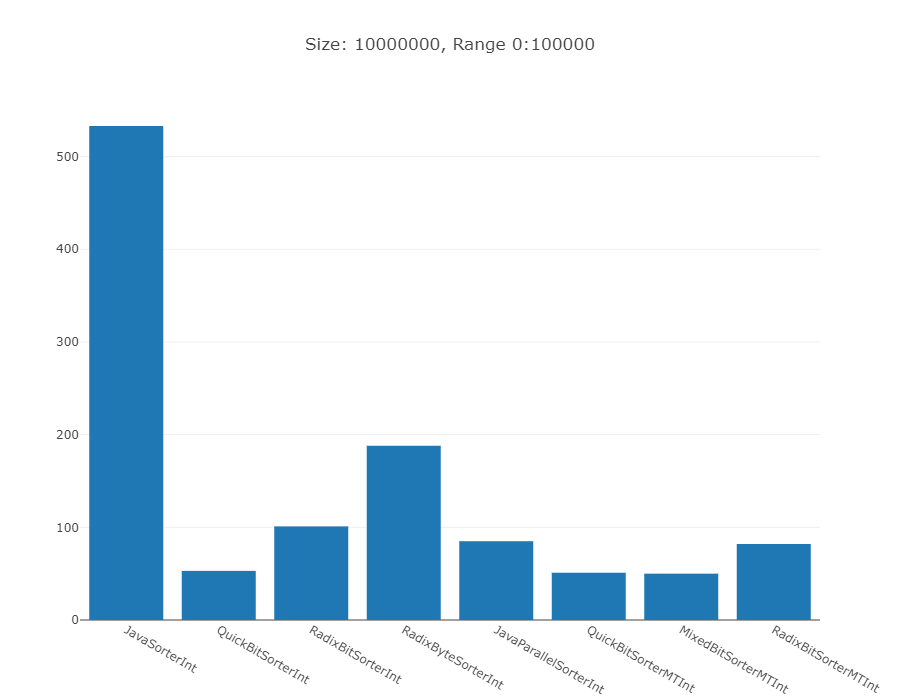 Size: 10000000, Range 0:100000
500
400
300
200
100
0
JavaSorterInt
QuickBitSorterInt
RadixBitSorterInt
RadixByteSorterInt
JavaParallelSorterInt
QuickBitSorterMTInt
MixedBitSorterMTInt
RadixBitSorterMTInt